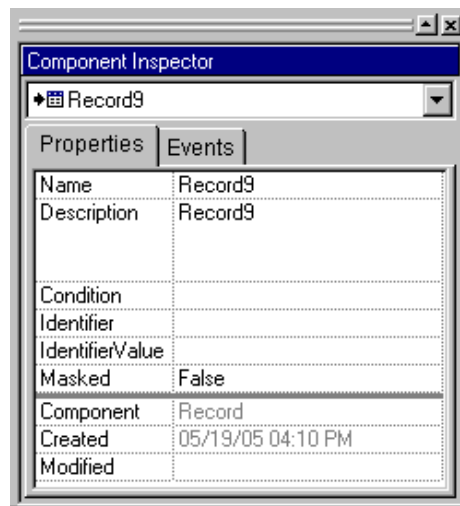 Component Inspector
Record9
Properties Events
Name Record9
Description Record9
Condition
Identifier
IdentifierValue
Masked False
Component Record
Created 05/19/05 04:10 PM
Modified